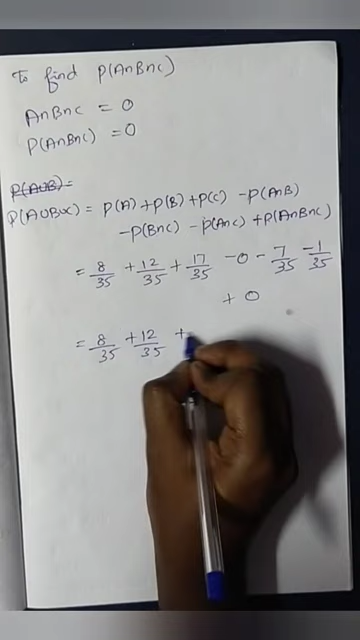 To find P(A∩B∩C)
A∩B∩C = 0
P(A∩B∩C) = 0
P(A∪B) =
P(A∪B∪C) = P(A) + P(B) + P(C) - P(A∩B)
- P(B∩C) - P(A∩C) + P(A∩B∩C)
= 8/35 + 12/35 + 17/35 - 0 - 7/35 - 1/35
+ 0
= 8/35 + 12/35 +